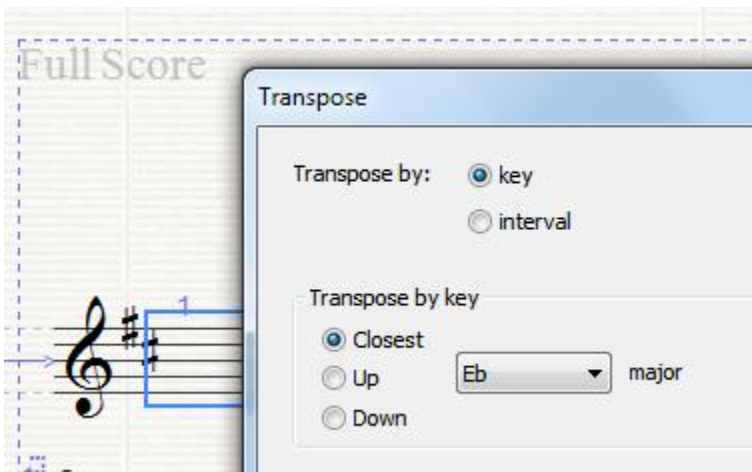 Full Score
Transpose
Transpose by: key
interval
1
Transpose by key
Closest
Up
Eb major
Down